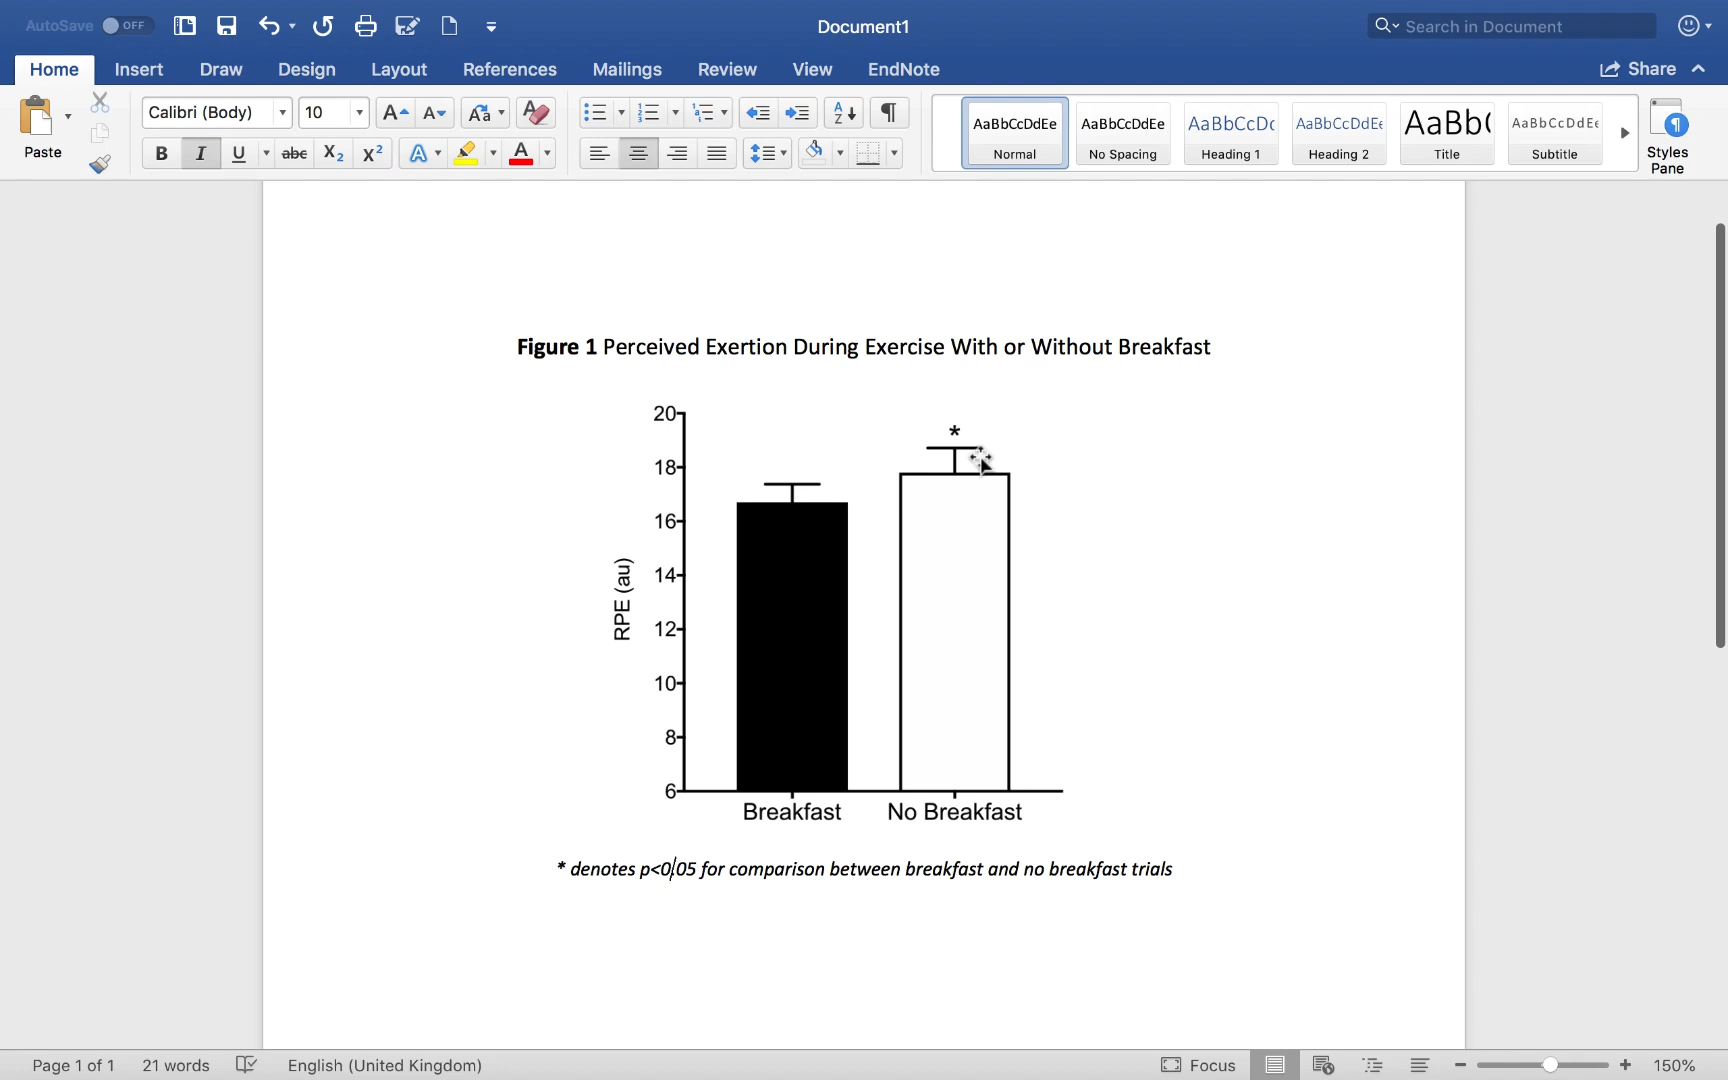 AutoSave OFF
Document1
Search in Document
Home Insert Draw Design Layout References Mailings Review View EndNote
Share
Paste
Calibri (Body) 10
AaBbCcDdEe AaBbCcDdEe AaBbCcDc AaBbCcDdEe AaBb( AaBbCcDdEe
Normal No Spacing Heading 1 Heading 2 Title Subtitle
Styles
Pane
B I U abc X2 X2 A A
Figure 1 Perceived Exertion During Exercise With or Without Breakfast
20
*
18
16
14
12
10
8
6
RPE (au)
Breakfast No Breakfast
* denotes p<0.05 for comparison between breakfast and no breakfast trials
Page 1 of 1 21 words English (United Kingdom) Focus 150%